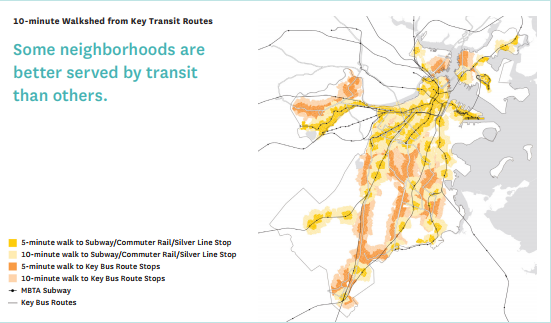 10-minute Walkshed from Key Transit Routes
Some neighborhoods are
better served by transit
than others.
5-minute walk to Subway/Commuter Rail/Silver Line Stop
10-minute walk to Subway/Commuter Rail/Silver Line Stop
5-minute walk to Key Bus Route Stops
10-minute walk to Key Bus Route Stops
MBTA Subway
Key Bus Routes